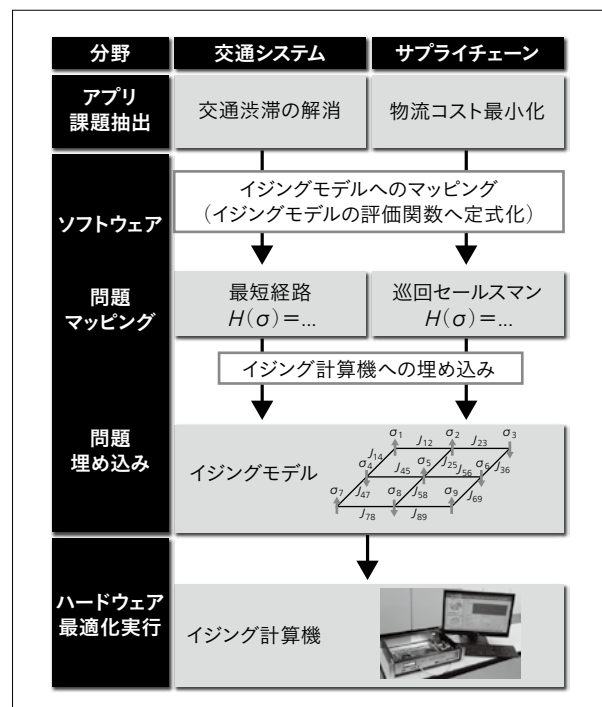 分野 交通システム サプライチェーン
アプリ
課題抽出
交通渋滞の解消 物流コスト最小化
イジングモデルへのマッピング
(イジングモデルの評価関数へ定式化)
ソフトウェア
問題
マッピング
最短経路
H(σ)=...
巡回セールスマン
H(σ)=...
イジング計算機への埋め込み
問題
埋め込み
イジングモデル
σ1 J12 σ2 J23 σ3
J14 J25 J36
σ4 J45 σ5 J56 σ6
J47 J58 J69
σ7 J78 σ8 J89 σ9
ハードウェア
最適化実行
イジング計算機